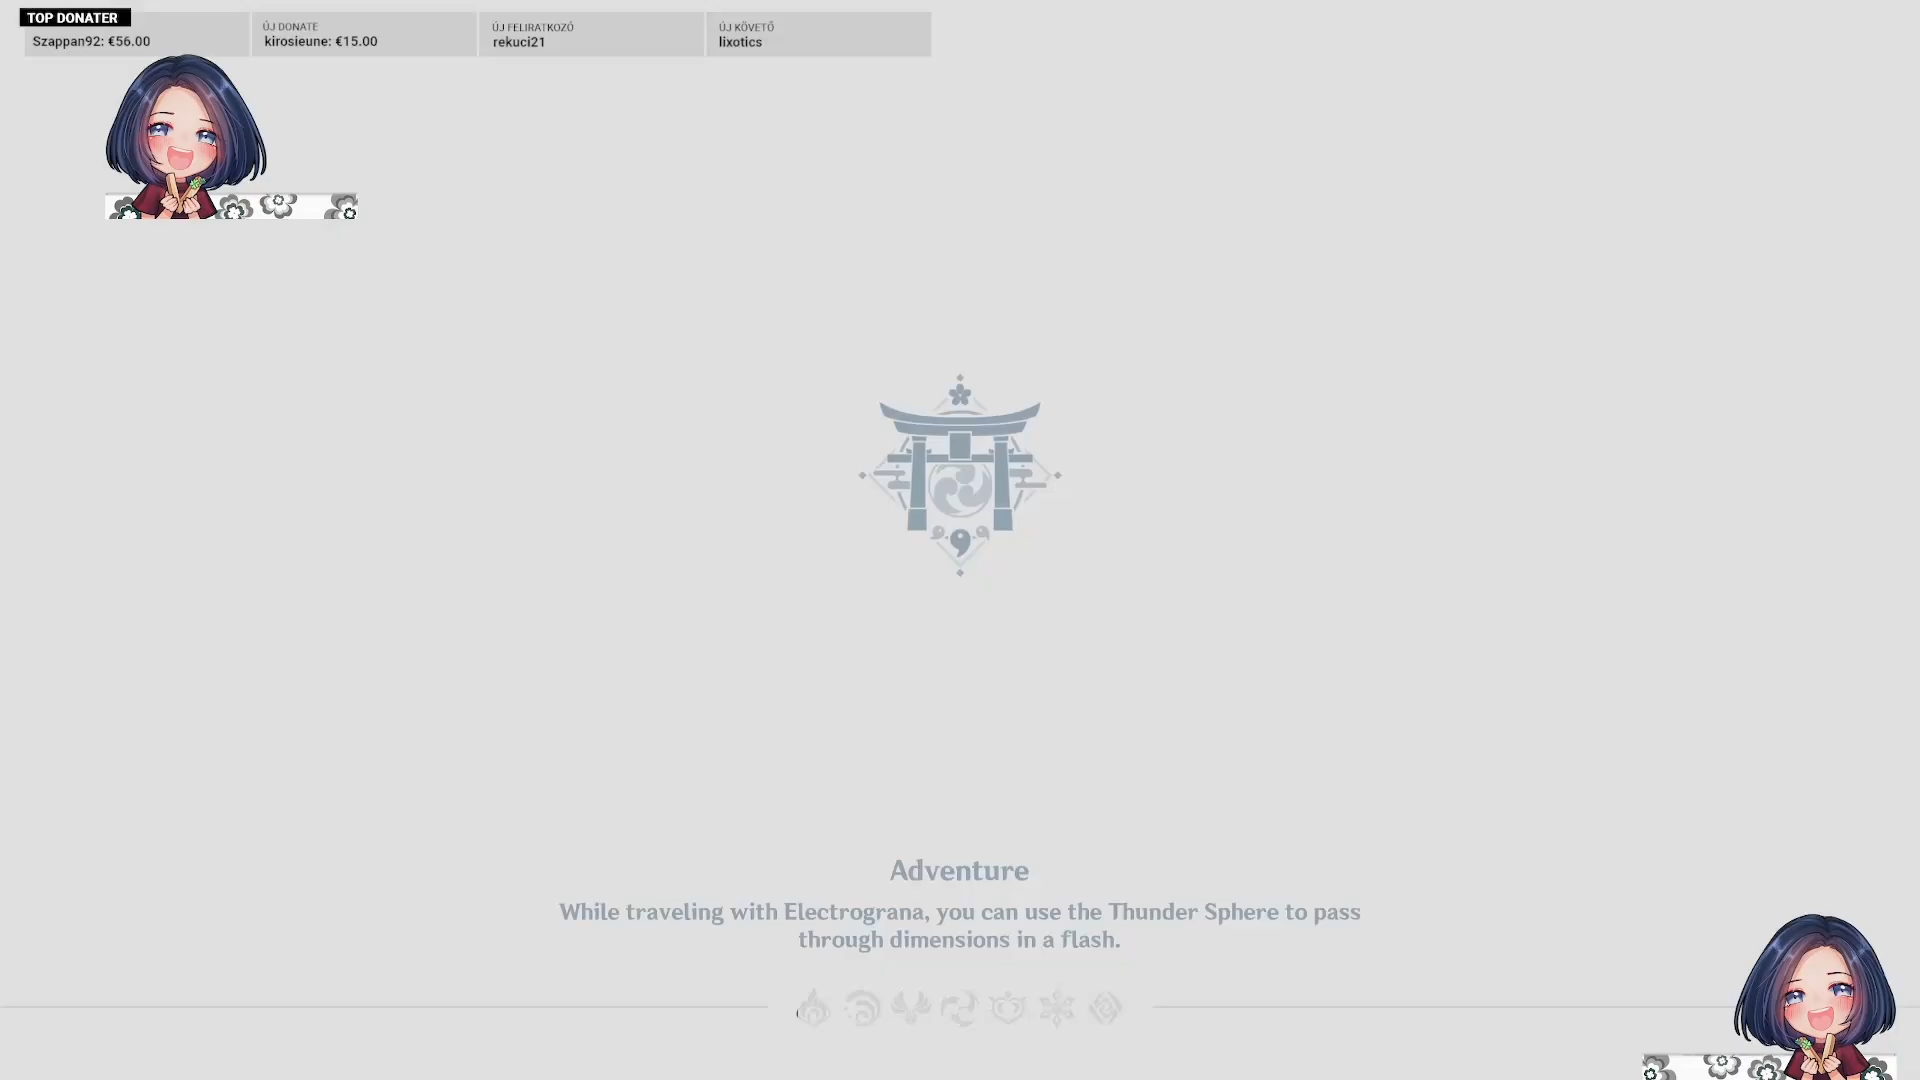 TOP DONATER
Szappan92: €56.00
ÚJ DONATE
kirosieune: €15.00
ÚJ FELIRATKOZÓ
rekuci21
ÚJ KÖVETŐ
lixotics
Adventure
While traveling with Electrograna, you can use the Thunder Sphere to pass
through dimensions in a flash.